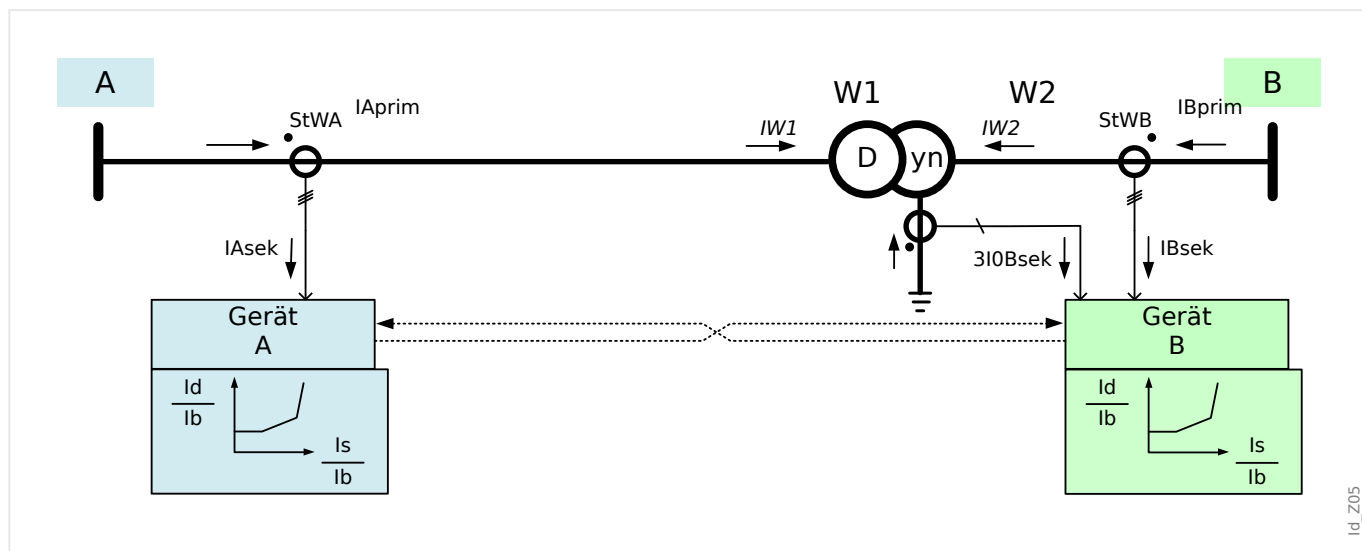 A
B
W1
W2
IAprim
IBprim
StWA
StWB
IW1
IW2
D
yn
IAsek
3I0Bsek
IBsek
Gerät
A
Gerät
B
Id
Ib
Is
Ib
Id
Ib
Is
Ib
Id_Z05